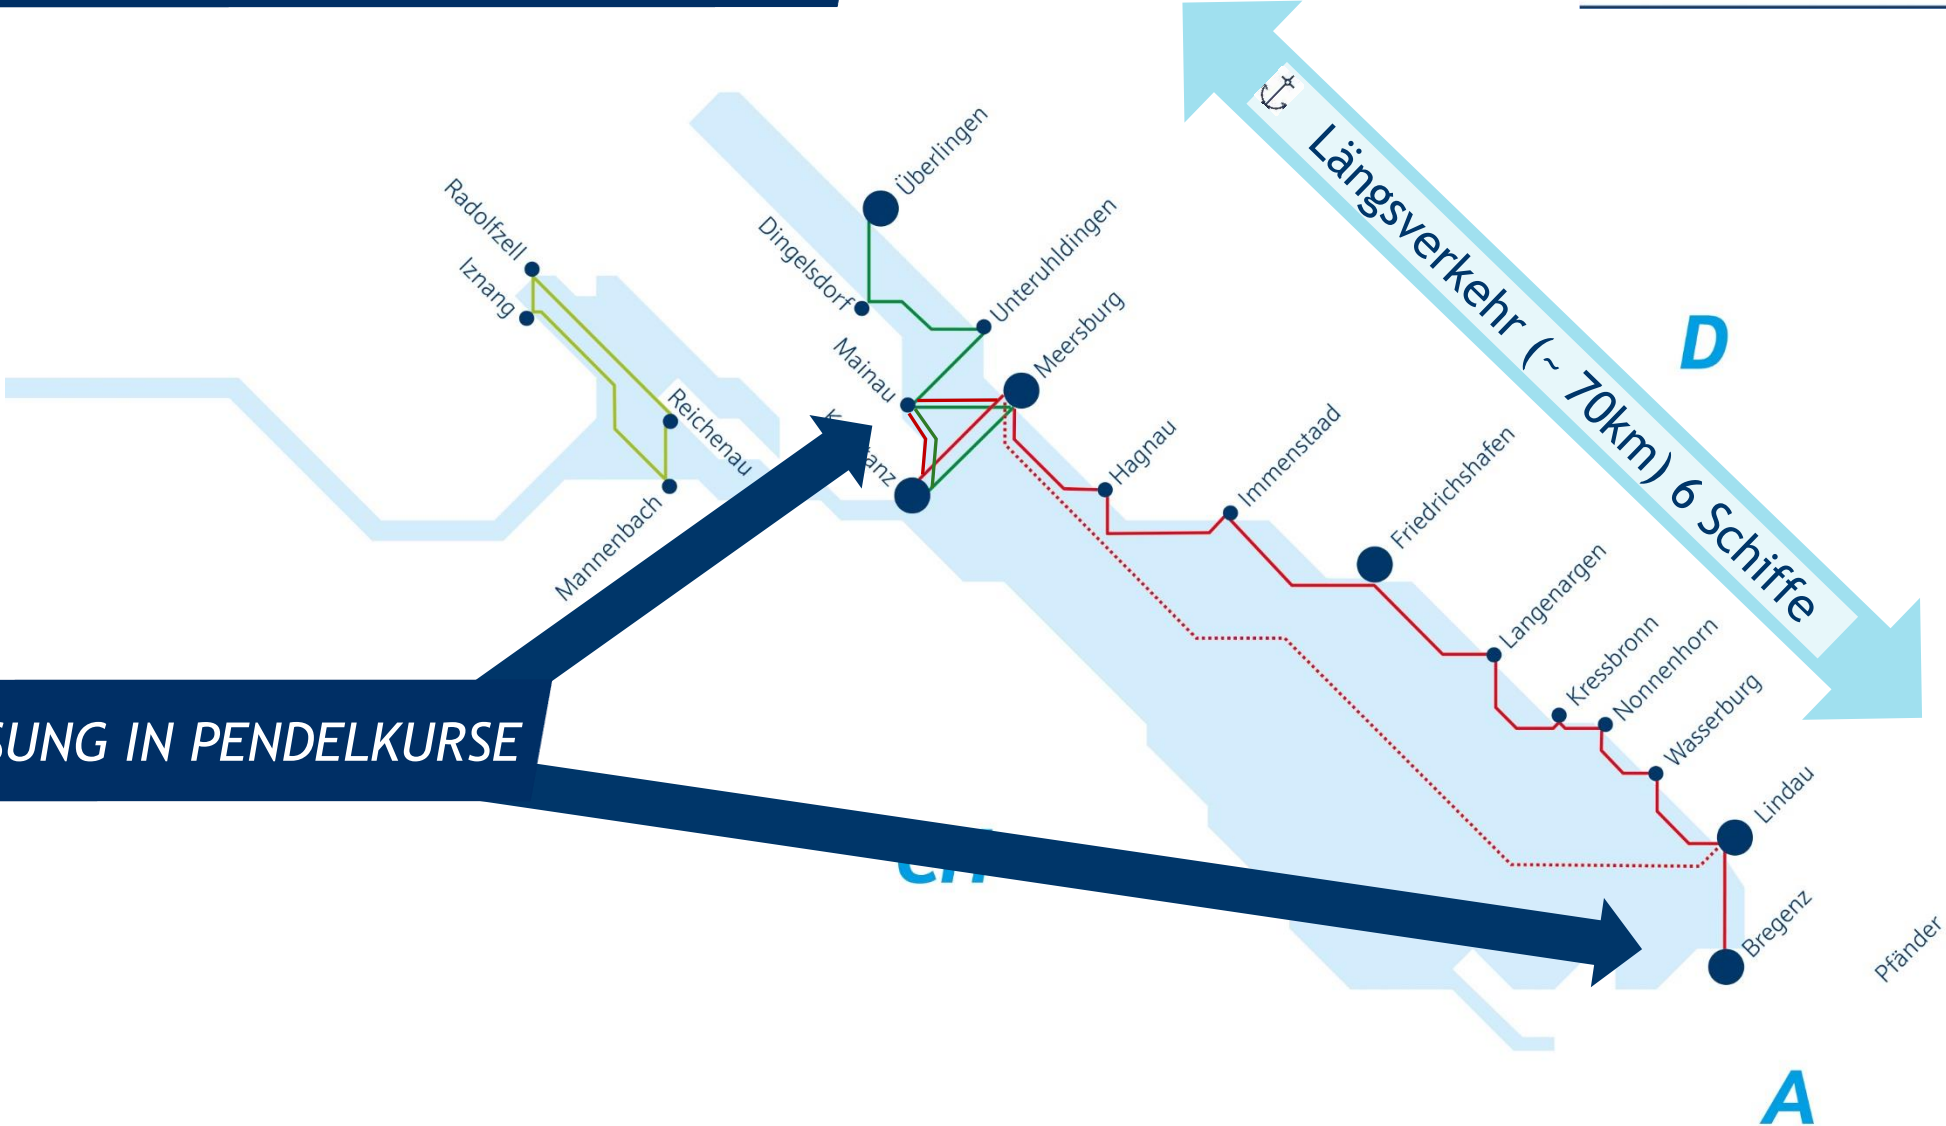 Überlingen
Radolfzell
Iznang
Dingelsdorf
Unteruhldingen
Meersburg
Mainau
Reichenau
Mannenbach
Hagnau
Immenstaad
Friedrichshafen
Langenargen
Kressbronn
Nonnenhorn
Wasserburg
Lindau
Bregenz
Pfänder
Längsverkehr (~ 70km) 6 Schiffe
D
IN PENDELKURSE
A